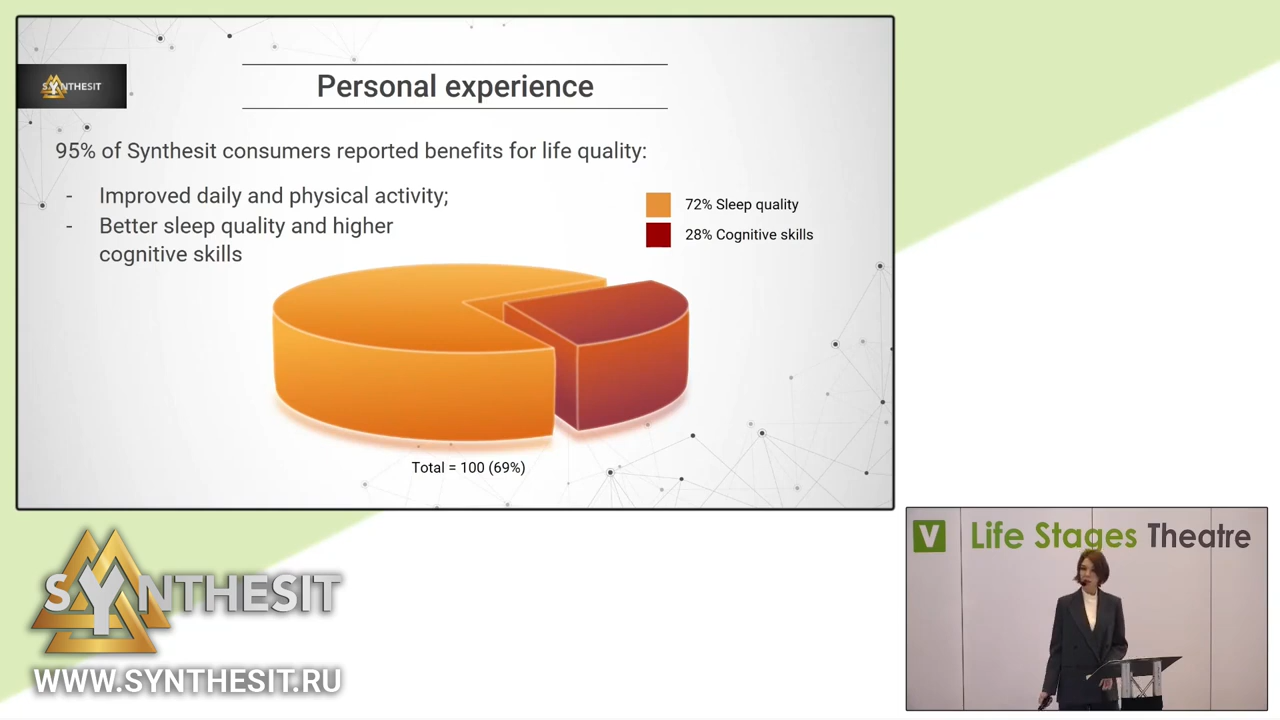 SYNTHESIT
Personal experience
95% of Synthesit consumers reported benefits for life quality:
- Improved daily and physical activity;
- Better sleep quality and higher
cognitive skills
72% Sleep quality
28% Cognitive skills
Total = 100 (69%)
SYNTHESIT
WWW.SYNTHESIT.RU
V Life Stages Theatre